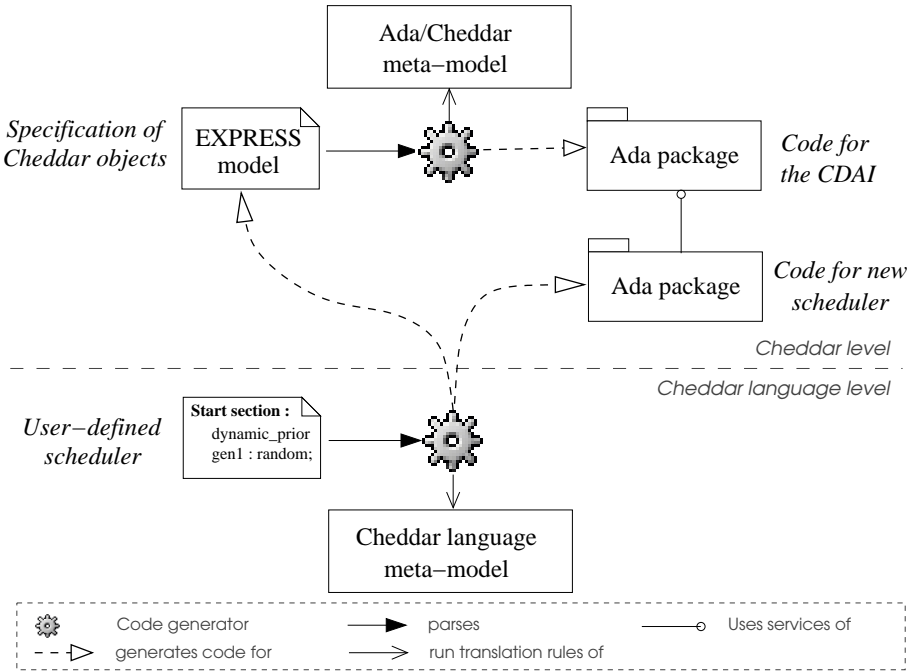 Ada/Cheddar
meta−model
Specification of
Cheddar objects
EXPRESS
model
Ada package
Code for
the CDAI
Ada package
Code for new
scheduler
Cheddar level
Cheddar language level
User−defined
scheduler
Start section :
dynamic_prior
gen1 : random;
Cheddar language
meta−model
Code generator
parses
Uses services of
generates code for
run translation rules of